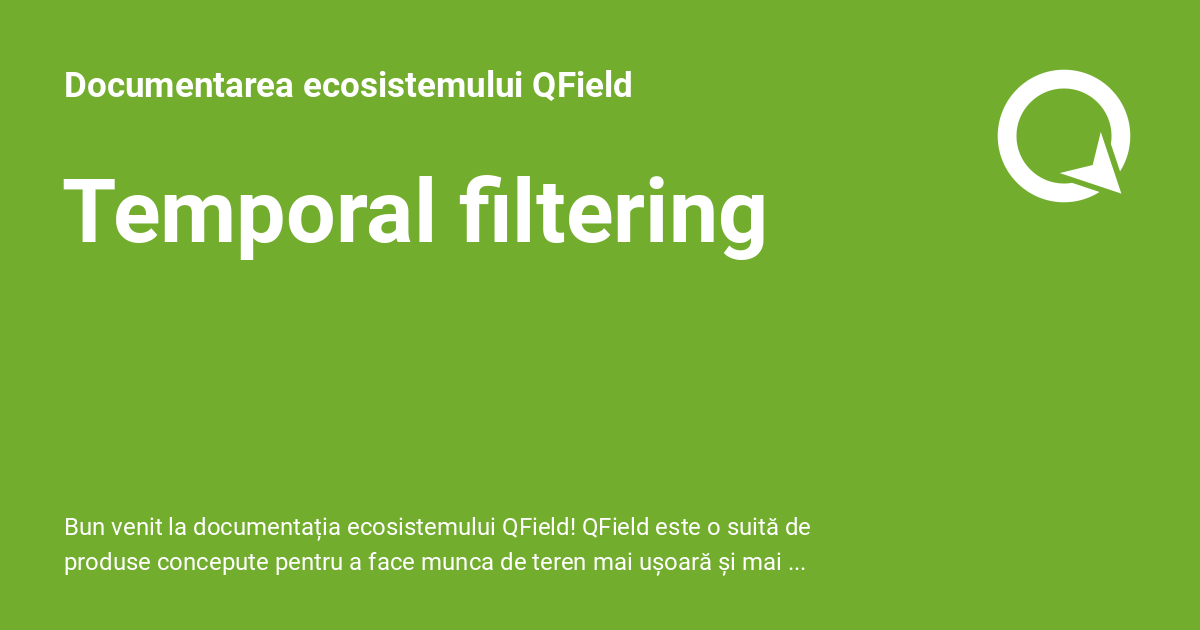 Documentarea ecosistemului QField
Temporal filtering
Bun venit la documentația ecosistemului QField! QField este o suită de
produse concepute pentru a face munca de teren mai ușoară și mai ...